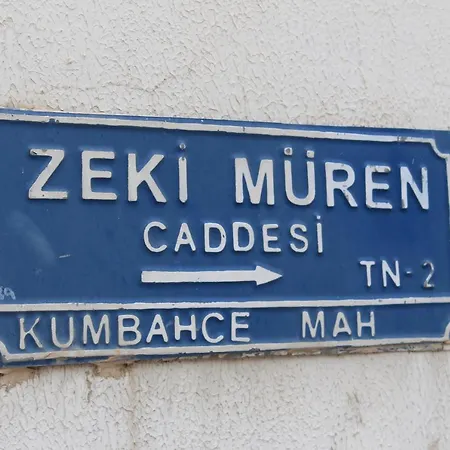 ZEKİ MÜREN
CADDESİ
TN-2
KUMBAHCE MAH